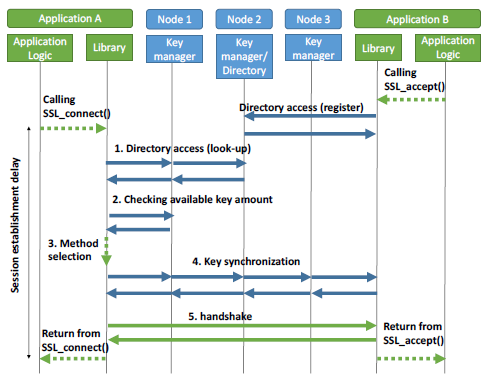 Application A
Node 1
Node 2
Node 3
Application B
Application
Logic
Library
Key
manager
Key
manager/
Directory
Key
manager
Library
Application
Logic
Calling
SSL_accept()
Calling
SSL_connect()
Directory access (register)
1. Directory access (look-up)
2. Checking available key amount
3. Method
selection
4. Key synchronization
5. handshake
Return from
SSL_connect()
Return from
SSL_accept()
Session establishment delay